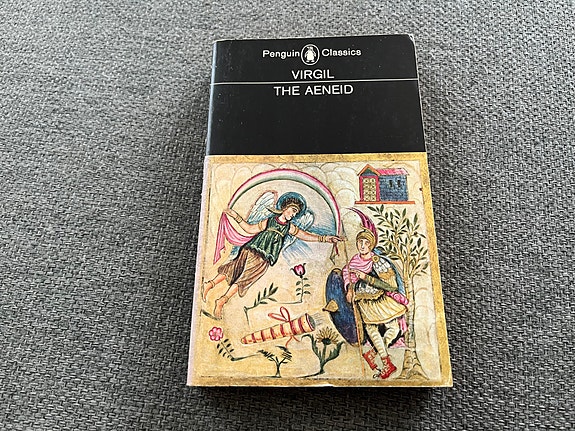 Penguin Classics
VIRGIL
THE AENEID